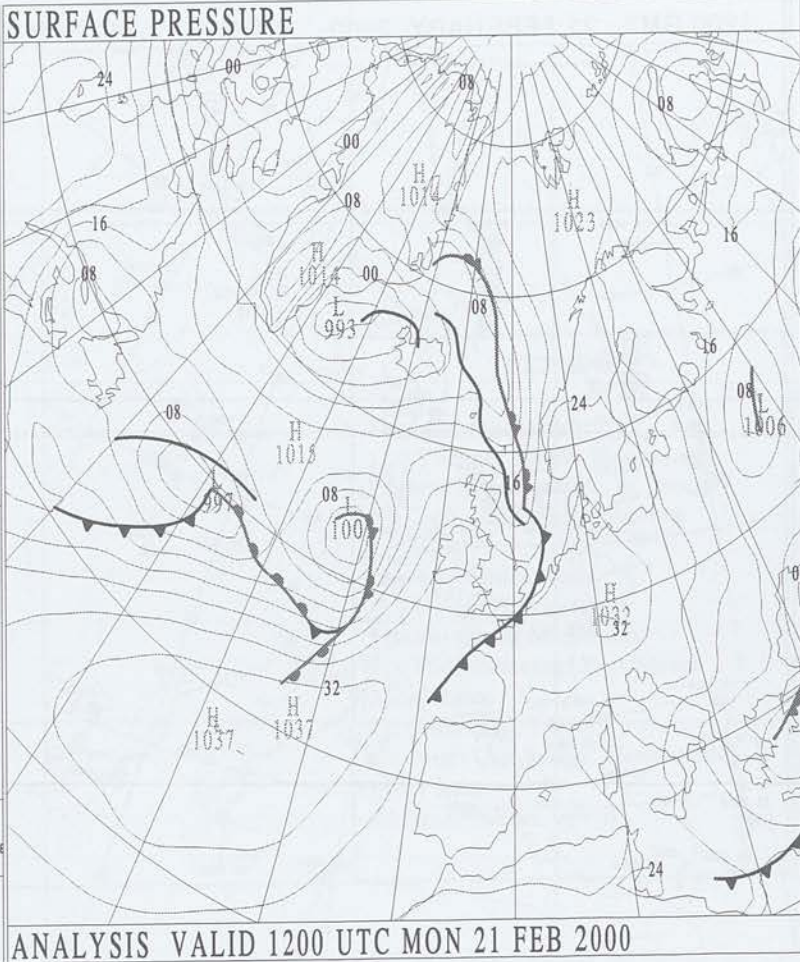 SURFACE PRESSURE
24
00
08
08
00
H
1014
08
H
1023
16
16
H
1014
08
00
L
993
08
16
08
24
08
L
1006
H
1015
L
997
08
L
100
16
H
1032
32
32
H
1037
H
1037
24
ANALYSIS VALID 1200 UTC MON 21 FEB 2000